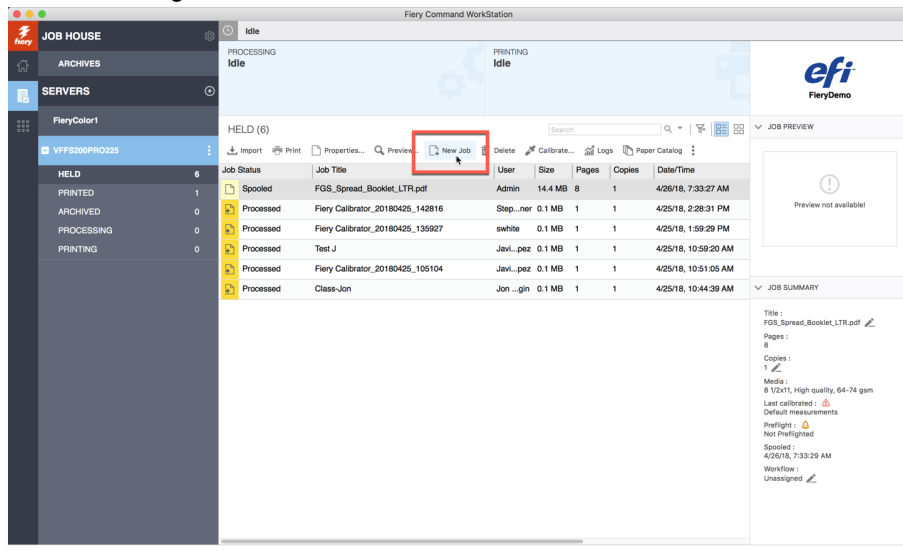 Fiery Command WorkStation
fiery
JOB HOUSE
ARCHIVES
SERVERS
FieryColor1
VFFS200PRO225
HELD 6
PRINTED 1
ARCHIVED 0
PROCESSING 0
PRINTING 0
Idle
PROCESSING
Idle
PRINTING
Idle
HELD (6)
Search
Import Print Properties... Preview... New Job Delete Calibrate... Logs Paper Catalog
Job Status Job Title User Size Pages Copies Date/Time
Spooled FGS_Spread_Booklet_LTR.pdf Admin 14.4 MB 8 1 4/26/18, 7:33:27 AM
Processed Fiery Calibrator_20180425_142816 Step...ner 0.1 MB 1 1 4/25/18, 2:28:31 PM
Processed Fiery Calibrator_20180425_135927 swhite 0.1 MB 1 1 4/25/18, 1:59:29 PM
Processed Test J Javi...pez 0.1 MB 1 1 4/25/18, 10:59:20 AM
Processed Fiery Calibrator_20180425_105104 Javi...pez 0.1 MB 1 1 4/25/18, 10:51:05 AM
Processed Class-Jon Jon ...gin 0.1 MB 1 1 4/25/18, 10:44:39 AM
efi
FieryDemo
JOB PREVIEW
Preview not available!
JOB SUMMARY
Title :
FGS_Spread_Booklet_LTR.pdf
Pages :
8
Copies :
1
Media :
8 1/2x11, High quality, 64-74 gsm
Last calibrated :
Default measurements
Preflight :
Not Preflighted
Spooled :
4/26/18, 7:33:29 AM
Workflow :
Unassigned